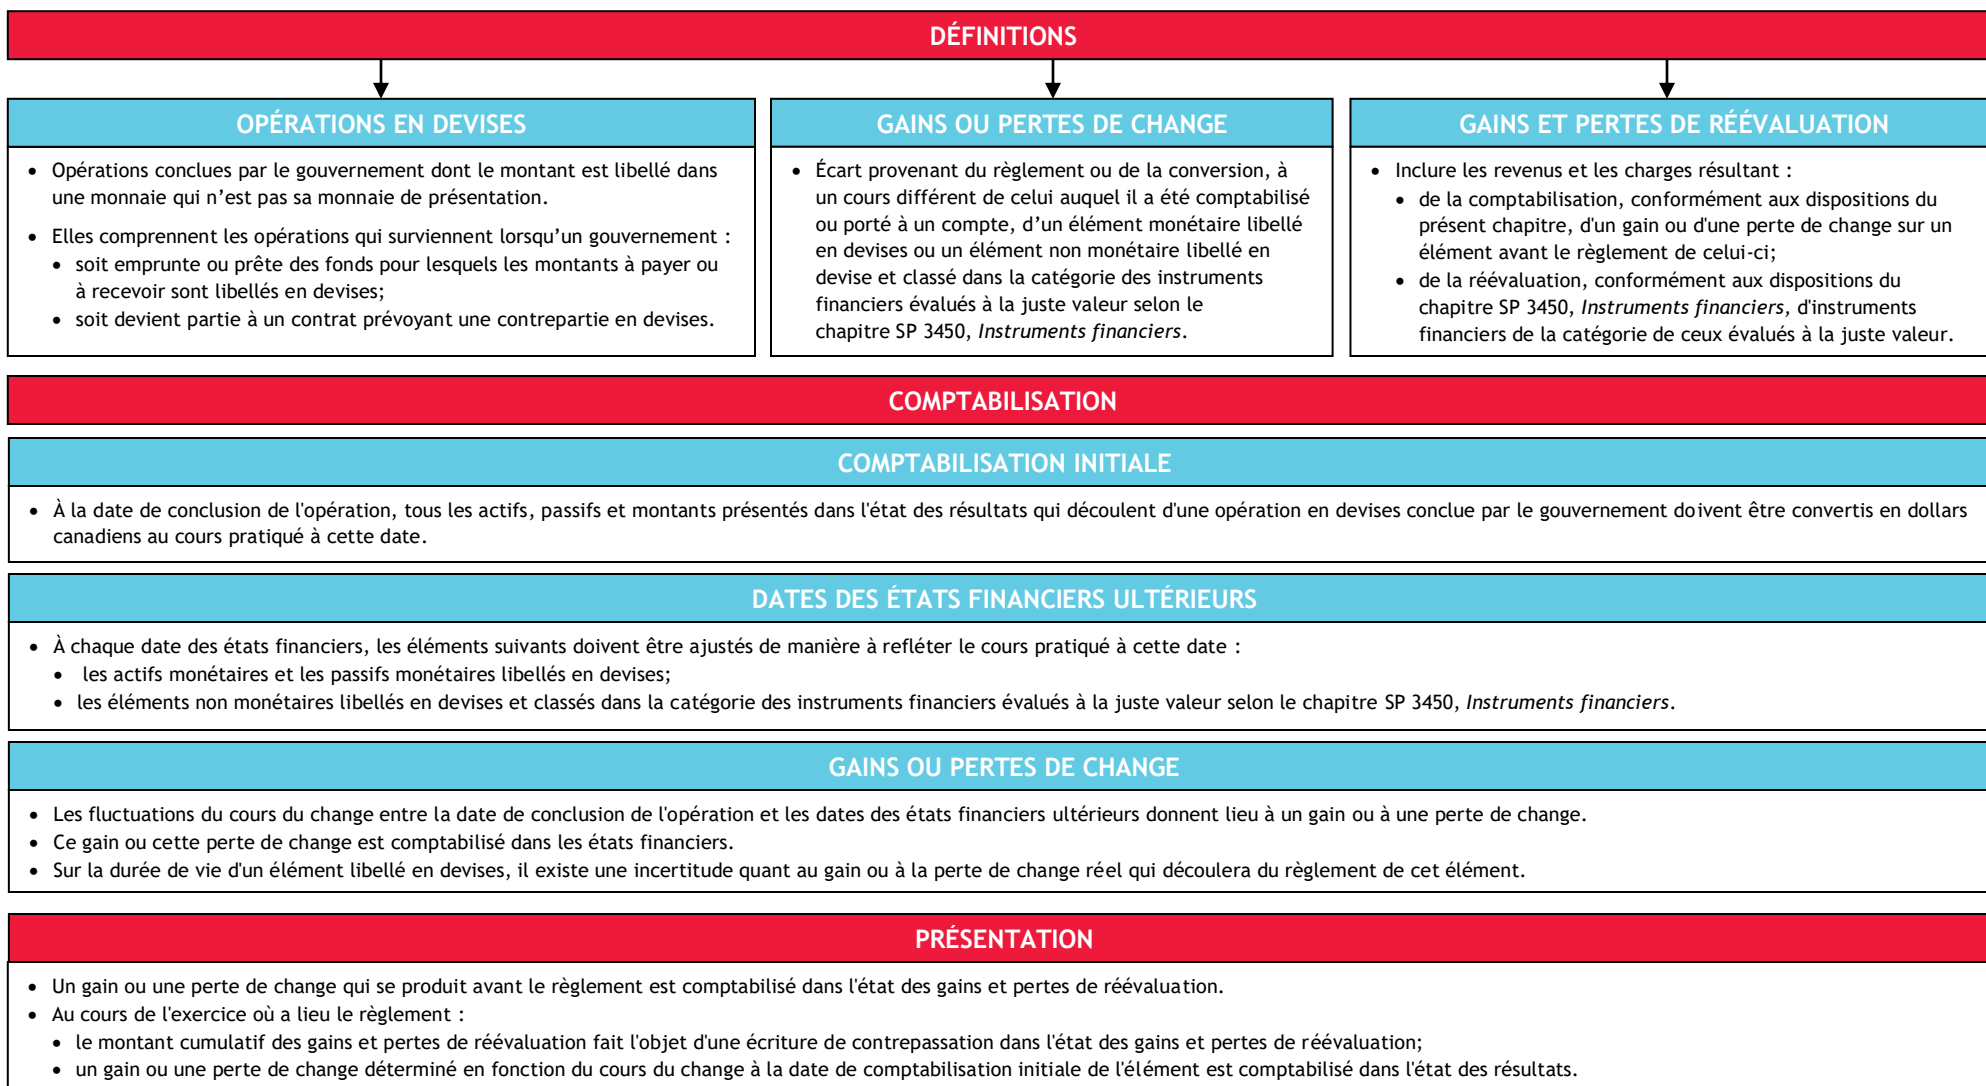 DÉFINITIONS
OPÉRATIONS EN DEVISES
• Opérations conclues par le gouvernement dont le montant est libellé dans
une monnaie qui n’est pas sa monnaie de présentation.
• Elles comprennent les opérations qui surviennent lorsqu’un gouvernement :
• soit emprunte ou prête des fonds pour lesquels les montants à payer ou
à recevoir sont libellés en devises;
• soit devient partie à un contrat prévoyant une contrepartie en devises.
GAINS OU PERTES DE CHANGE
• Écart provenant du règlement ou de la conversion, à
un cours différent de celui auquel il a été comptabilisé
ou porté à un compte, d’un élément monétaire libellé
en devises ou un élément non monétaire libellé en
devise et classé dans la catégorie des instruments
financiers évalués à la juste valeur selon le
chapitre SP 3450, Instruments financiers.
GAINS ET PERTES DE RÉÉVALUATION
• Inclure les revenus et les charges résultant :
• de la comptabilisation, conformément aux dispositions du
présent chapitre, d'un gain ou d'une perte de change sur un
élément avant le règlement de celui-ci;
• de la réévaluation, conformément aux dispositions du
chapitre SP 3450, Instruments financiers, d'instruments
financiers de la catégorie de ceux évalués à la juste valeur.
COMPTABILISATION
COMPTABILISATION INITIALE
• À la date de conclusion de l'opération, tous les actifs, passifs et montants présentés dans l'état des résultats qui découlent d'une opération en devises conclue par le gouvernement doivent être convertis en dollars
canadiens au cours pratiqué à cette date.
DATES DES ÉTATS FINANCIERS ULTÉRIEURS
• À chaque date des états financiers, les éléments suivants doivent être ajustés de manière à refléter le cours pratiqué à cette date :
• les actifs monétaires et les passifs monétaires libellés en devises;
• les éléments non monétaires libellés en devises et classés dans la catégorie des instruments financiers évalués à la juste valeur selon le chapitre SP 3450, Instruments financiers.
GAINS OU PERTES DE CHANGE
• Les fluctuations du cours du change entre la date de conclusion de l'opération et les dates des états financiers ultérieurs donnent lieu à un gain ou à une perte de change.
• Ce gain ou cette perte de change est comptabilisé dans les états financiers.
• Sur la durée de vie d'un élément libellé en devises, il existe une incertitude quant au gain ou à la perte de change réel qui découlera du règlement de cet élément.
PRÉSENTATION
• Un gain ou une perte de change qui se produit avant le règlement est comptabilisé dans l'état des gains et pertes de réévaluation.
• Au cours de l'exercice où a lieu le règlement :
• le montant cumulatif des gains et pertes de réévaluation fait l'objet d'une écriture de contrepassation dans l'état des gains et pertes de réévaluation;
• un gain ou une perte de change déterminé en fonction du cours du change à la date de comptabilisation initiale de l'élément est comptabilisé dans l'état des résultats.